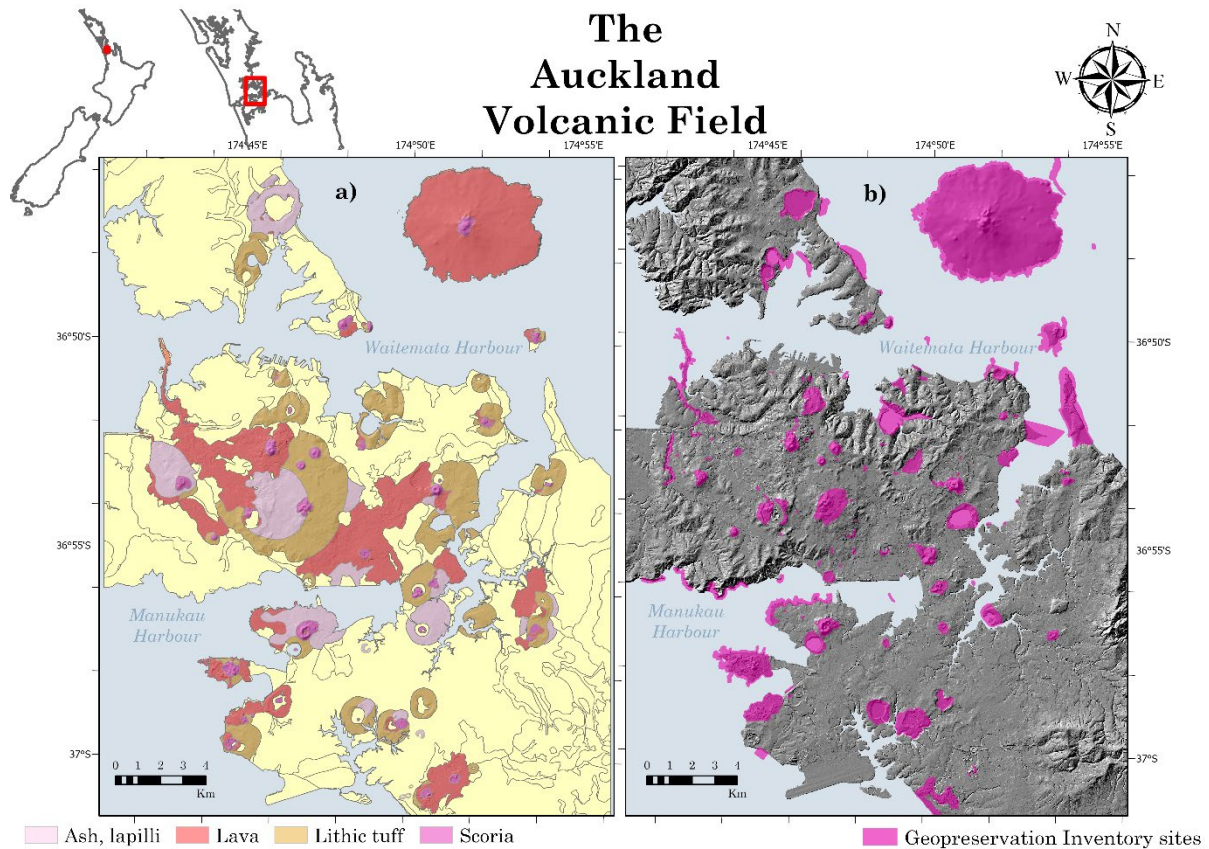 The
Auckland
Volcanic Field
N
W E
S
174°45'E 174°50'E 174°55'E
174°45'E 174°50'E 174°55'E
a)
b)
36°50'S
36°50'S
Waitemata Harbour
Waitemata Harbour
36°55'S
36°55'S
Manukau
Harbour
Manukau
Harbour
37°S
37°S
0 1 2 3 4
Km
0 1 2 3 4
Km
Ash, lapilli Lava Lithic tuff Scoria
Geopreservation Inventory sites